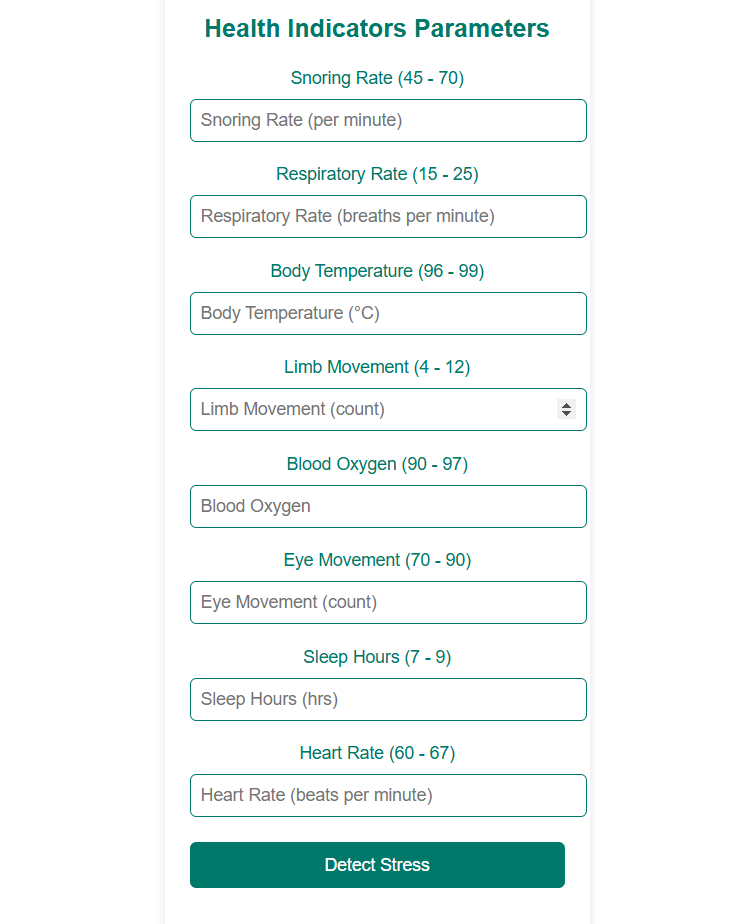 Health Indicators Parameters
Snoring Rate (45 - 70)
Snoring Rate (per minute)
Respiratory Rate (15 - 25)
Respiratory Rate (breaths per minute)
Body Temperature (96 - 99)
Body Temperature (°C)
Limb Movement (4 - 12)
Limb Movement (count)
Blood Oxygen (90 - 97)
Blood Oxygen
Eye Movement (70 - 90)
Eye Movement (count)
Sleep Hours (7 - 9)
Sleep Hours (hrs)
Heart Rate (60 - 67)
Heart Rate (beats per minute)
Detect Stress